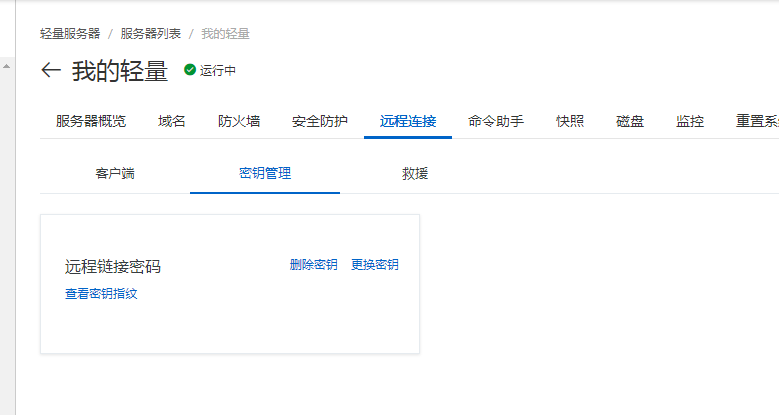 轻量服务器 / 服务器列表 / 我的轻量
← 我的轻量 运行中
服务器概览 域名 防火墙 安全防护 远程连接 命令助手 快照 磁盘 监控 重置系统
客户端 密钥管理 救援
远程链接密码 删除密钥 更换密钥
查看密钥指纹